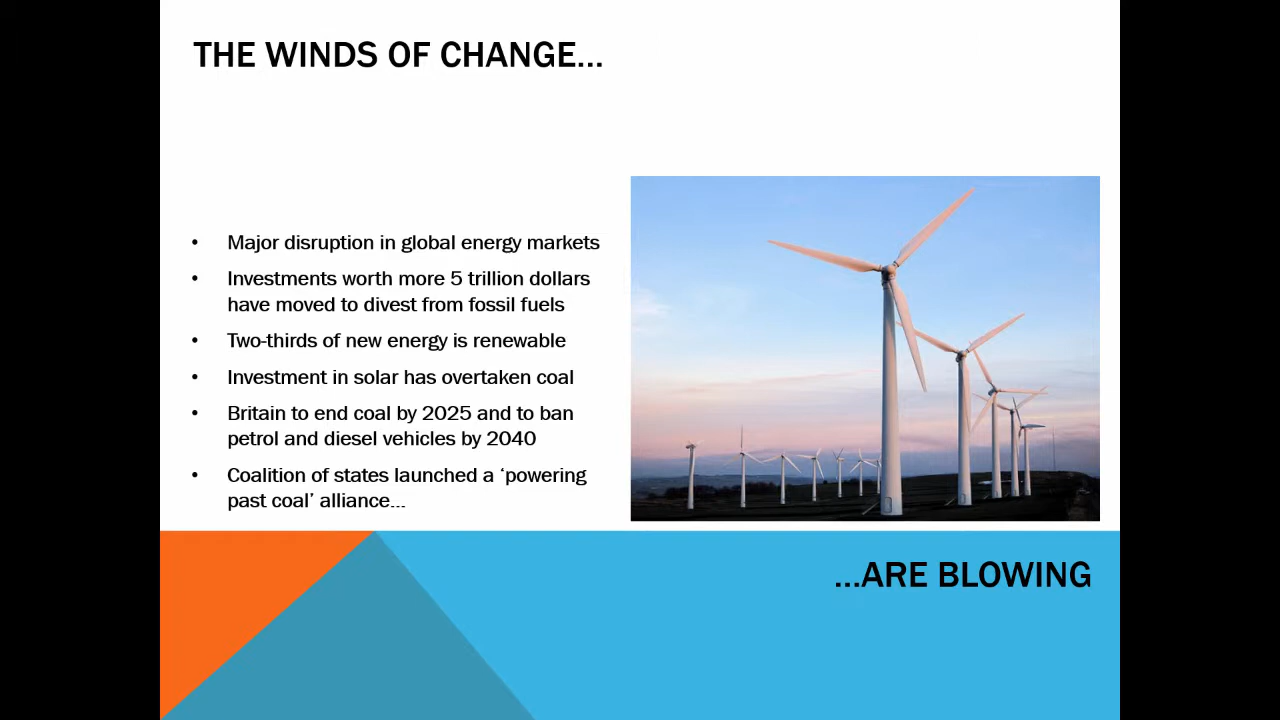 THE WINDS OF CHANGE...
• Major disruption in global energy markets
• Investments worth more 5 trillion dollars
have moved to divest from fossil fuels
• Two-thirds of new energy is renewable
• Investment in solar has overtaken coal
• Britain to end coal by 2025 and to ban
petrol and diesel vehicles by 2040
• Coalition of states launched a ‘powering
past coal’ alliance...
...ARE BLOWING